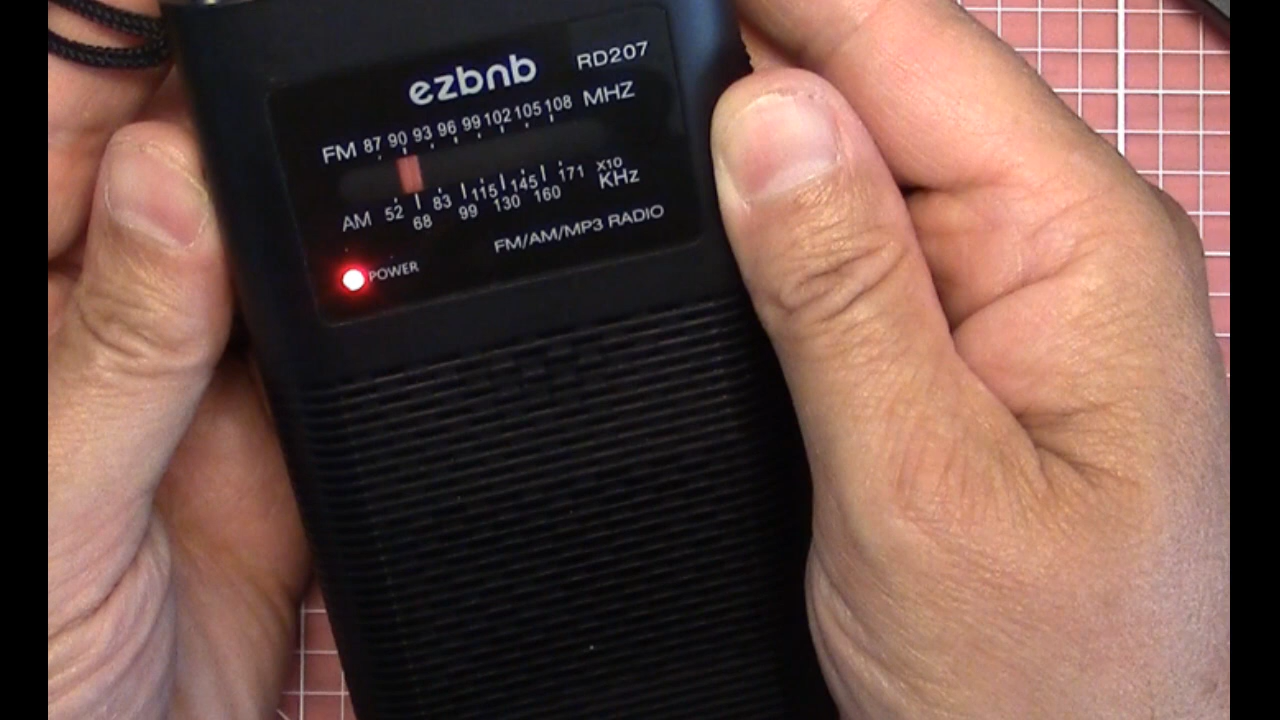 ezbnb RD207
FM 87 90 93 96 99 102 105 108 MHZ
AM 52 68 83 99 115 130 145 160 171 X10 KHz
FM/AM/MP3 RADIO
POWER